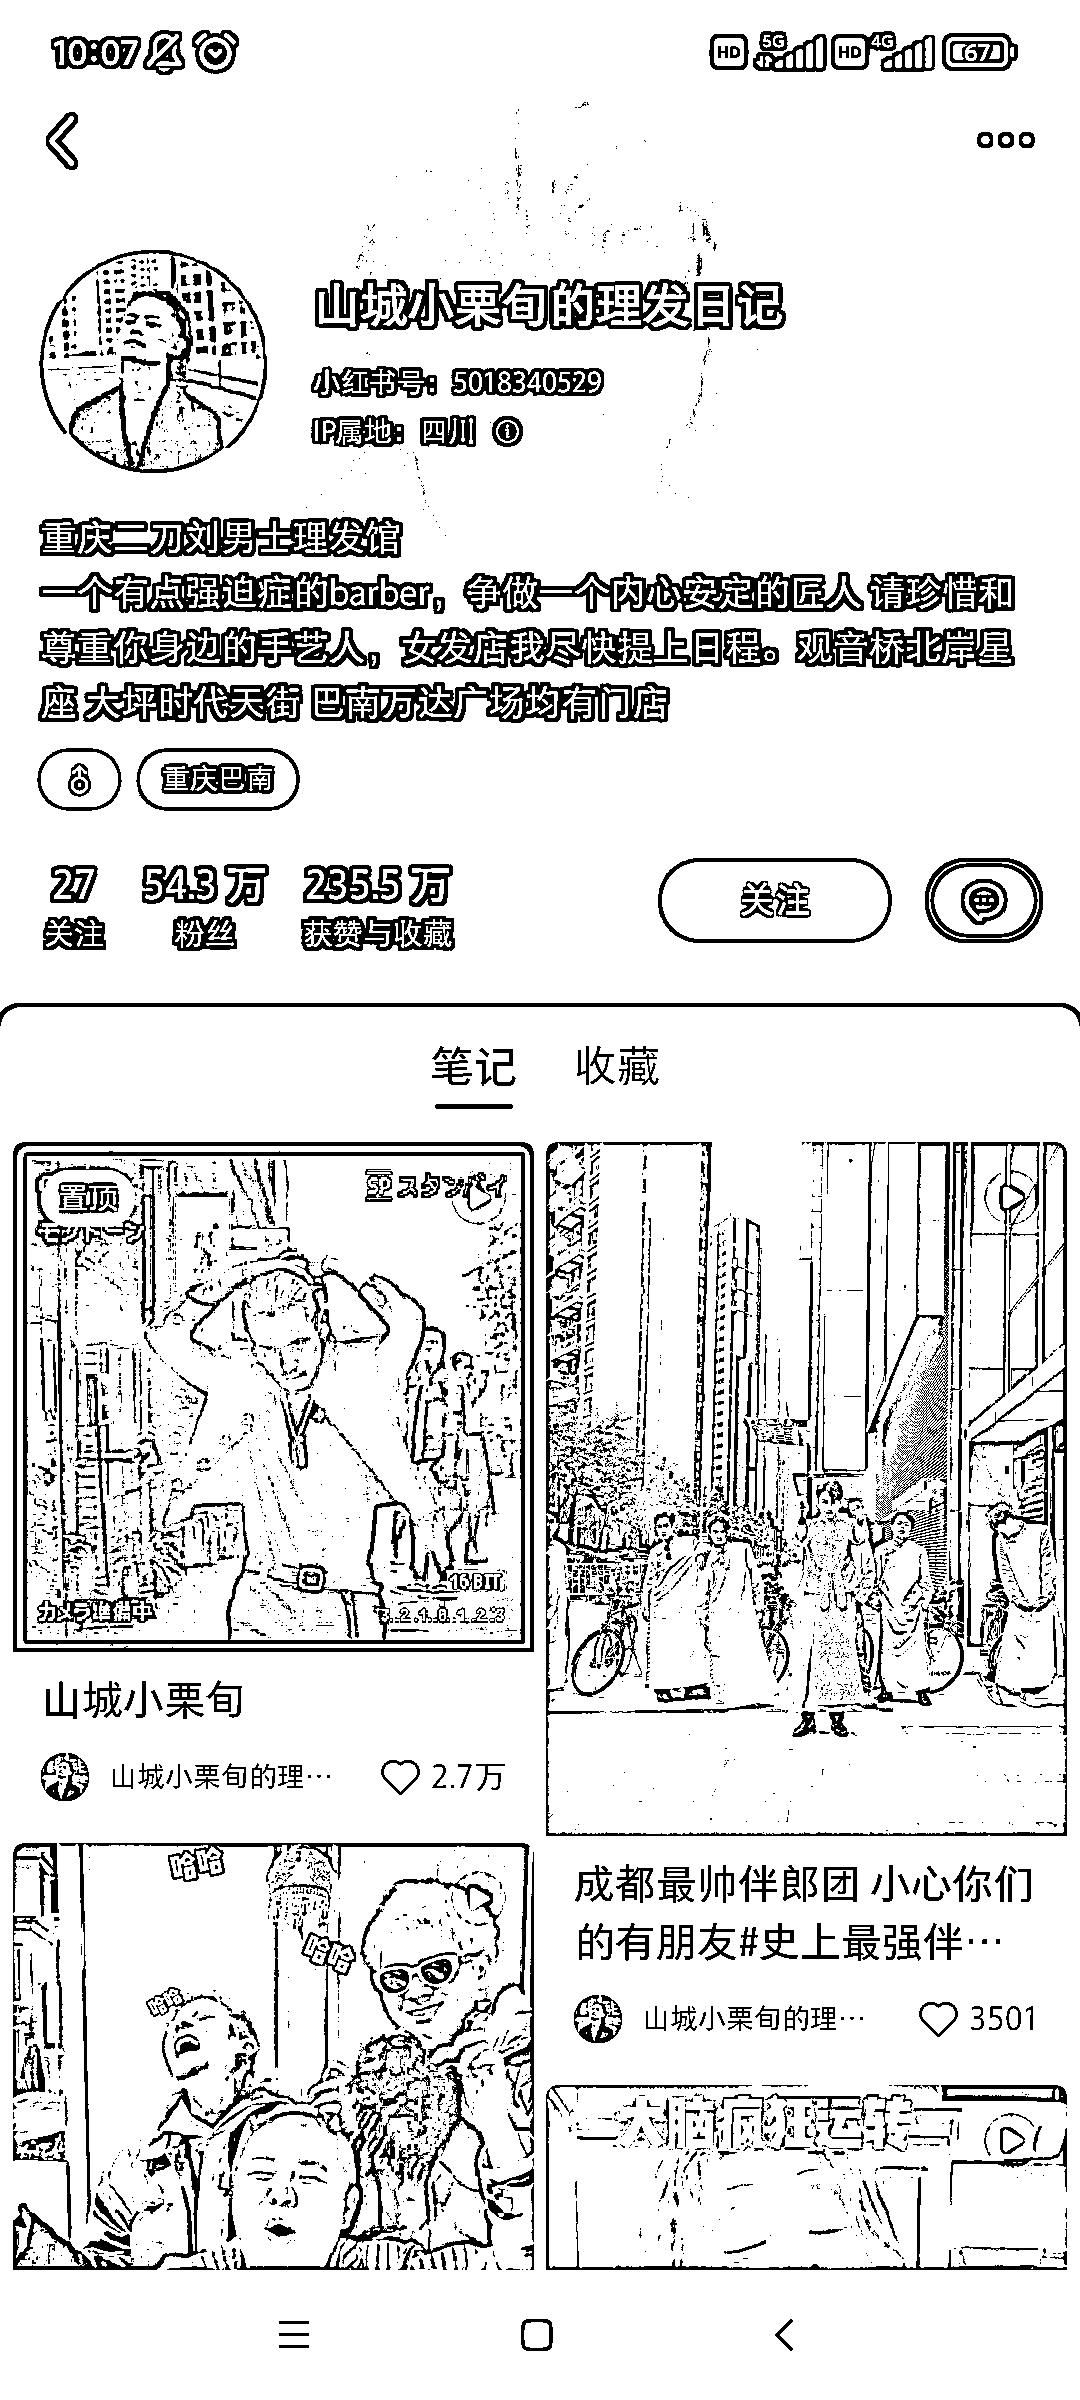 10:07 HD 5G HD 4G 67
山城小栗旬的理发日记
小红书号：5018340529
IP属地：四川
重庆二刀刘男士理发馆
一个有点强迫症的barber，争做一个内心安定的匠人 请珍惜和
尊重你身边的手艺人，女发店我尽快提上日程。观音桥北岸星
座 大坪时代天街 巴南万达广场均有门店
重庆巴南
27 54.3万 235.5万
关注 粉丝 获赞与收藏
关注
笔记 收藏
置顶
SP スタンバイ
16BIT
カメラ準備中
山城小栗旬
山城小栗旬的理… 2.7万
成都最帅伴郎团 小心你们
的有朋友#史上最强伴…
山城小栗旬的理… 3501
哈哈
哈哈
哈哈
大脑疯狂运转